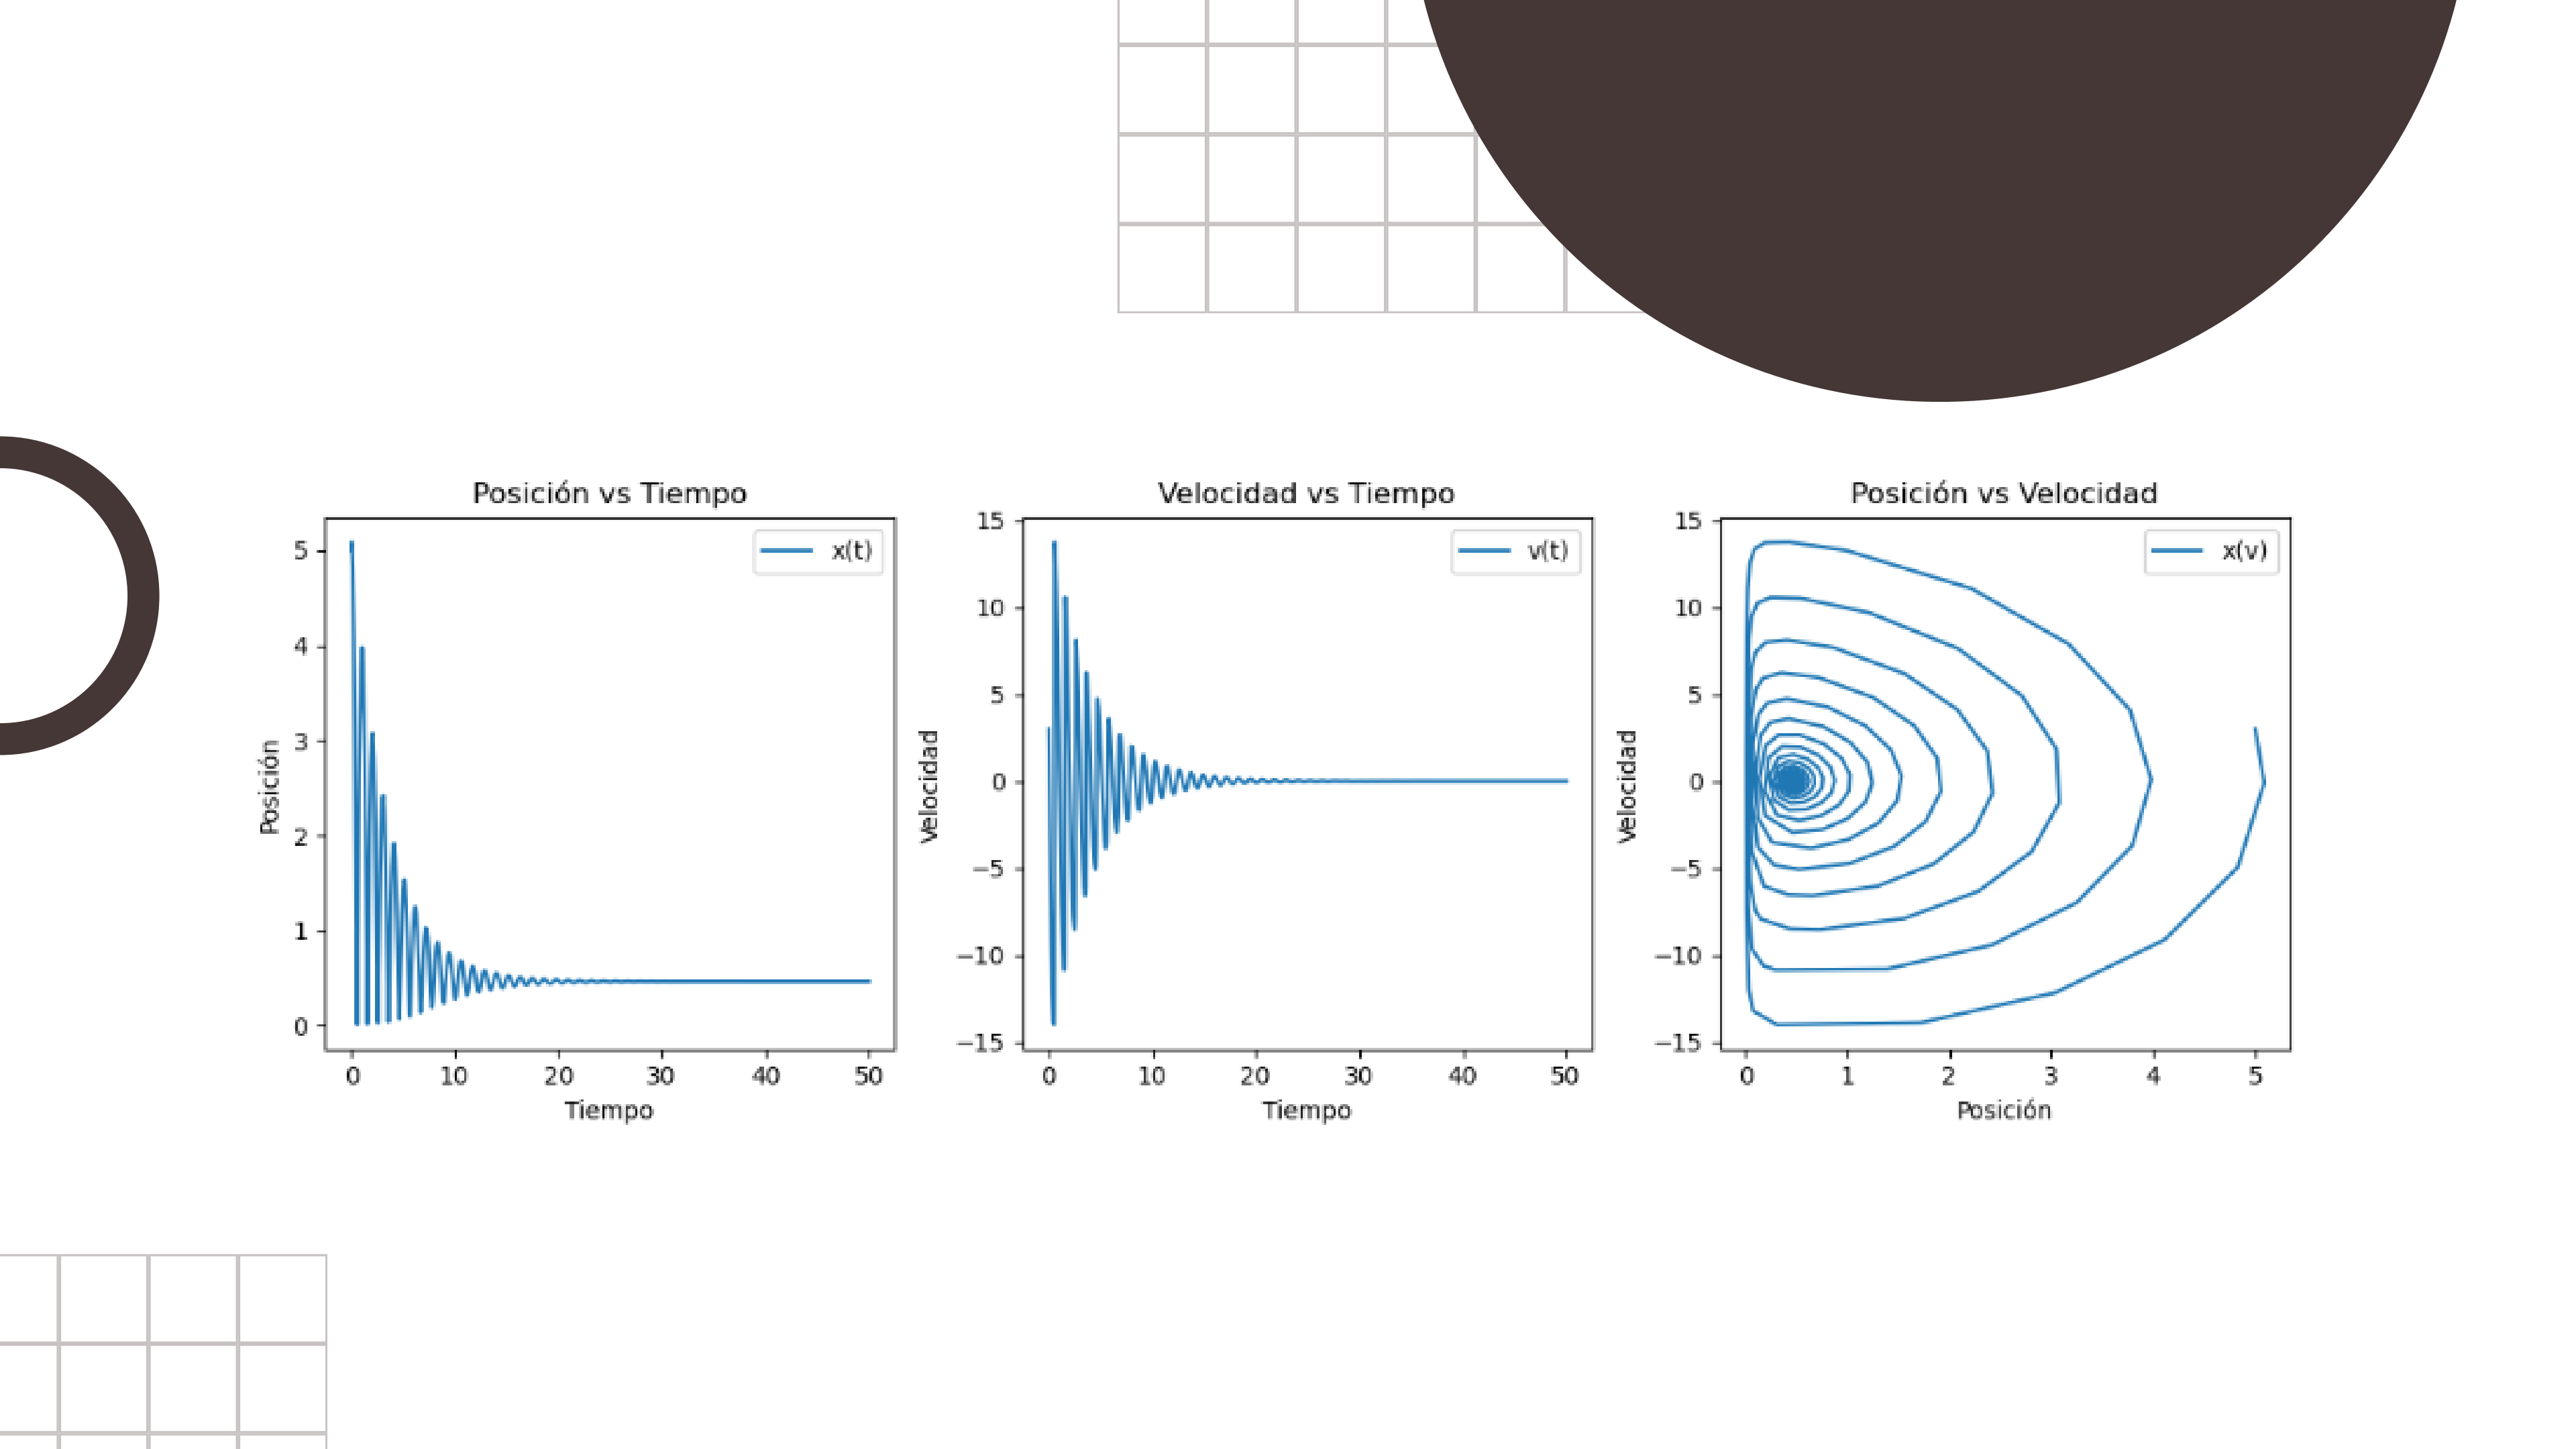 Posición vs Tiempo
x(t)
5
4
3
2
1
0
Posición
0 10 20 30 40 50
Tiempo
Velocidad vs Tiempo
v(t)
15
10
5
0
−5
−10
−15
Velocidad
0 10 20 30 40 50
Tiempo
Posición vs Velocidad
x(v)
15
10
5
0
−5
−10
−15
Velocidad
0 1 2 3 4 5
Posición